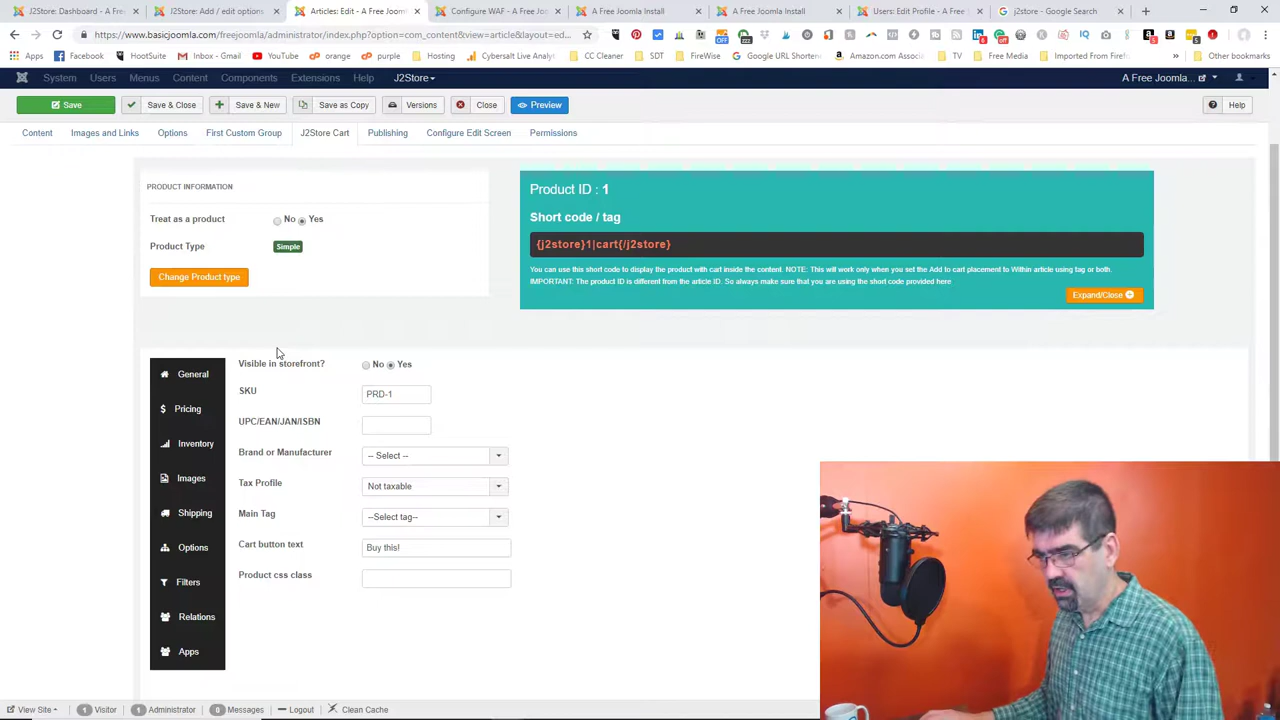 J2Store: Dashboard - A Free Jo
J2Store: Add / edit options
Articles: Edit - A Free Jooml
Configure WAF - A Free Jooml
A Free Joomla Install
A Free Joomla Install
Users: Edit Profile - A Free Jo
j2store - Google Search
https://www.basicjoomla.com/freejoomla/administrator/index.php?option=com_content&view=article&layout=ed...
Apps
Facebook
HootSuite
Inbox - Gmail
YouTube
orange
purple
Hosting
Cybersalt Live Analy
CC Cleaner
SDT
FireWise
Google URL Shortene
Amazon.com Associa
TV
Free Media
Imported From Firef
Other bookmarks
System
Users
Menus
Content
Components
Extensions
Help
J2Store
A Free Joomla...
Save
Save & Close
Save & New
Save as Copy
Versions
Close
Preview
Help
Content
Images and Links
Options
First Custom Group
J2Store Cart
Publishing
Configure Edit Screen
Permissions
PRODUCT INFORMATION
Treat as a product
No
Yes
Product Type
Simple
Change Product type
Product ID : 1
Short code / tag
{j2store}1|cart{/j2store}
You can use this short code to display the product with cart inside the content. NOTE: This will work only when you set the Add to cart placement to Within article using tag or both.
IMPORTANT: The product ID is different from the article ID. So always make sure that you are using the short code provided here
Expand/Close
General
Pricing
Inventory
Images
Shipping
Options
Filters
Relations
Apps
Visible in storefront?
No
Yes
SKU
PRD-1
UPC/EAN/JAN/ISBN
Brand or Manufacturer
-- Select --
Tax Profile
Not taxable
Main Tag
--Select tag--
Cart button text
Buy this!
Product css class
View Site
1 Visitor
1 Administrator
0 Messages
Logout
Clean Cache